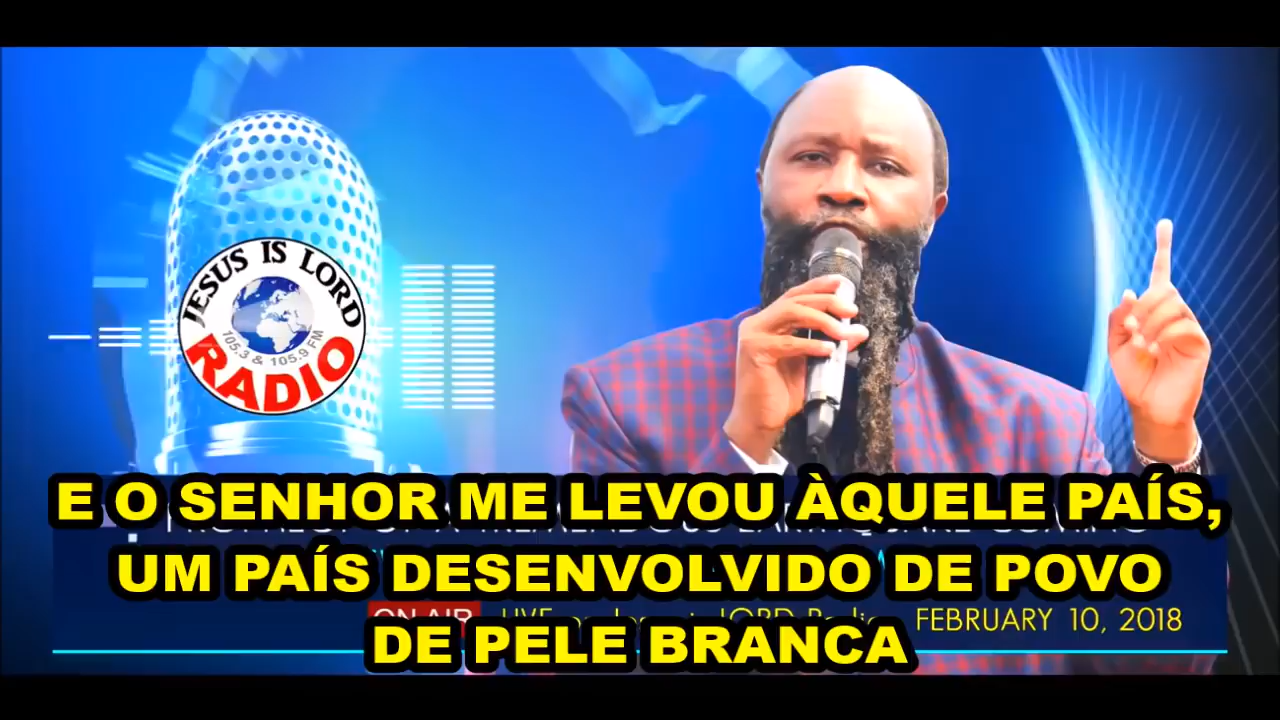 JESUS IS LORD
105.3 & 105.9 FM
RADIO
E O SENHOR ME LEVOU ÀQUELE PAÍS,
UM PAÍS DESENVOLVIDO DE POVO
ON AIR FEBRUARY 10, 2018
DE PELE BRANCA